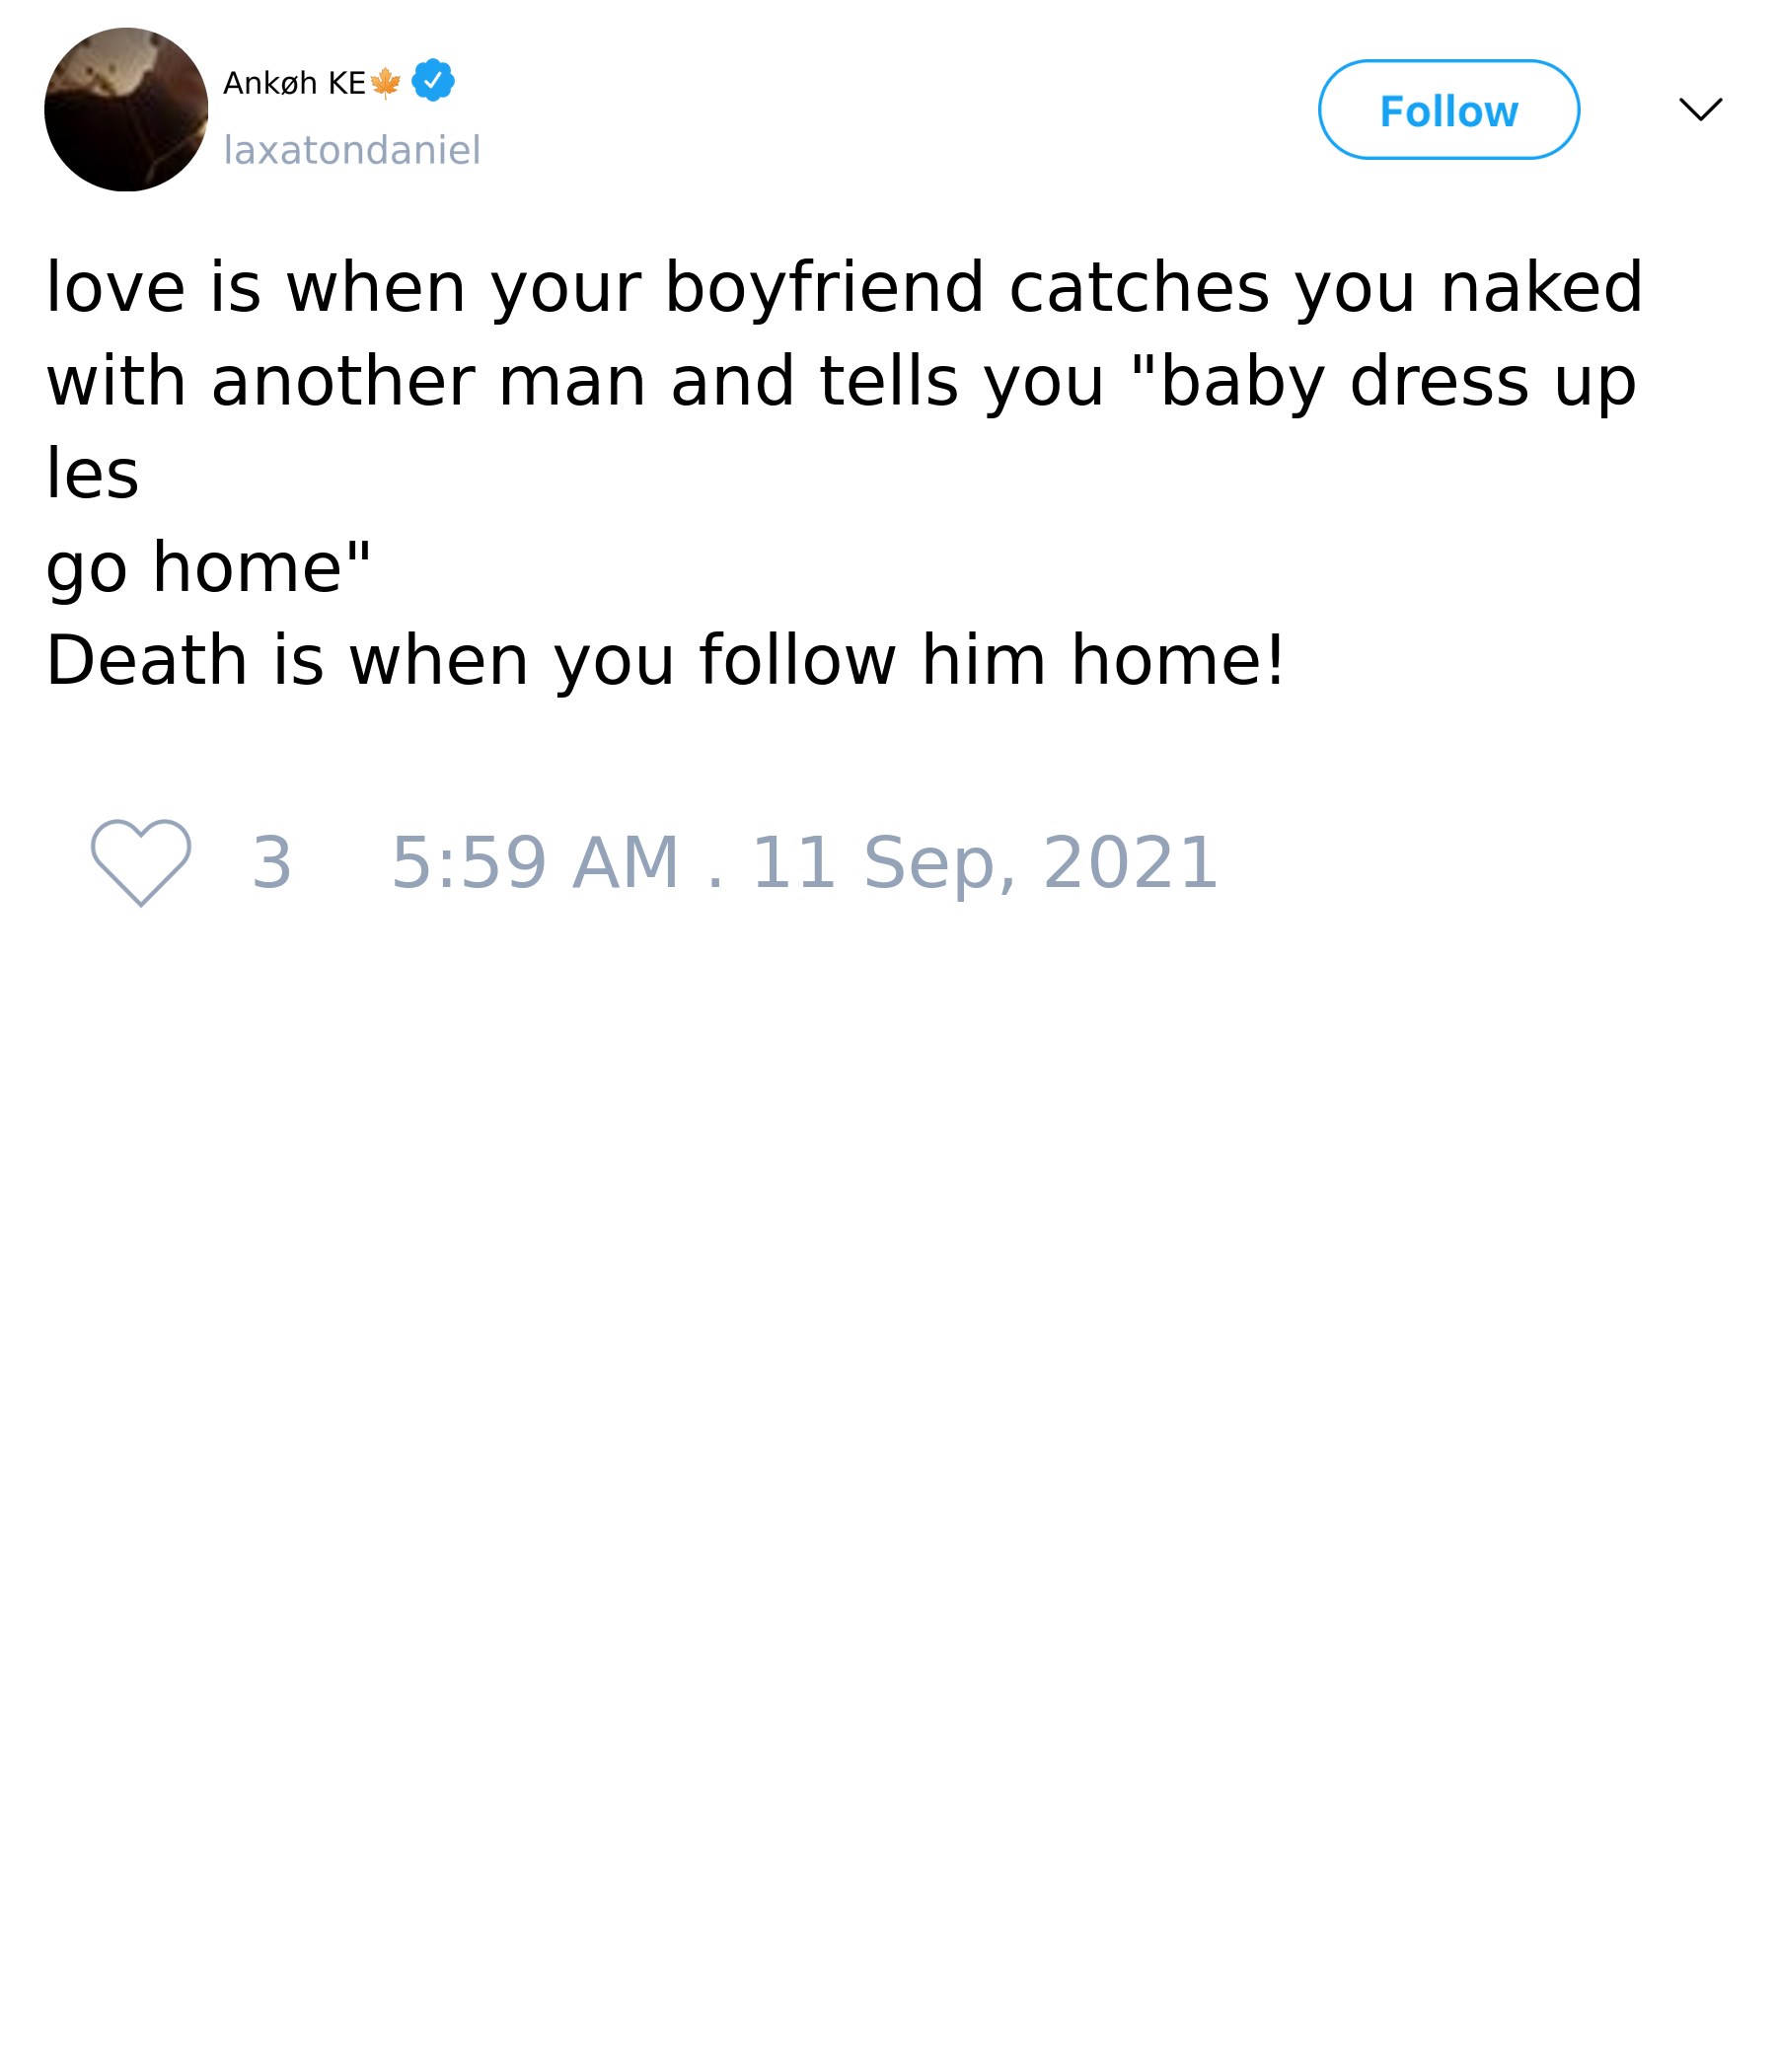 Ankøh KE🍁
laxatondaniel
Follow
love is when your boyfriend catches you naked
with another man and tells you "baby dress up
les
go home"
Death is when you follow him home!
3 5:59 AM . 11 Sep, 2021